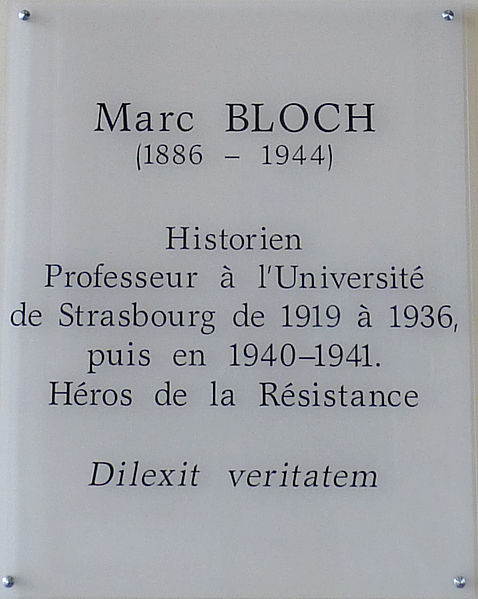 Marc BLOCH
(1886 – 1944)
Historien
Professeur à l'Université
de Strasbourg de 1919 à 1936,
puis en 1940–1941.
Héros de la Résistance
Dilexit veritatem